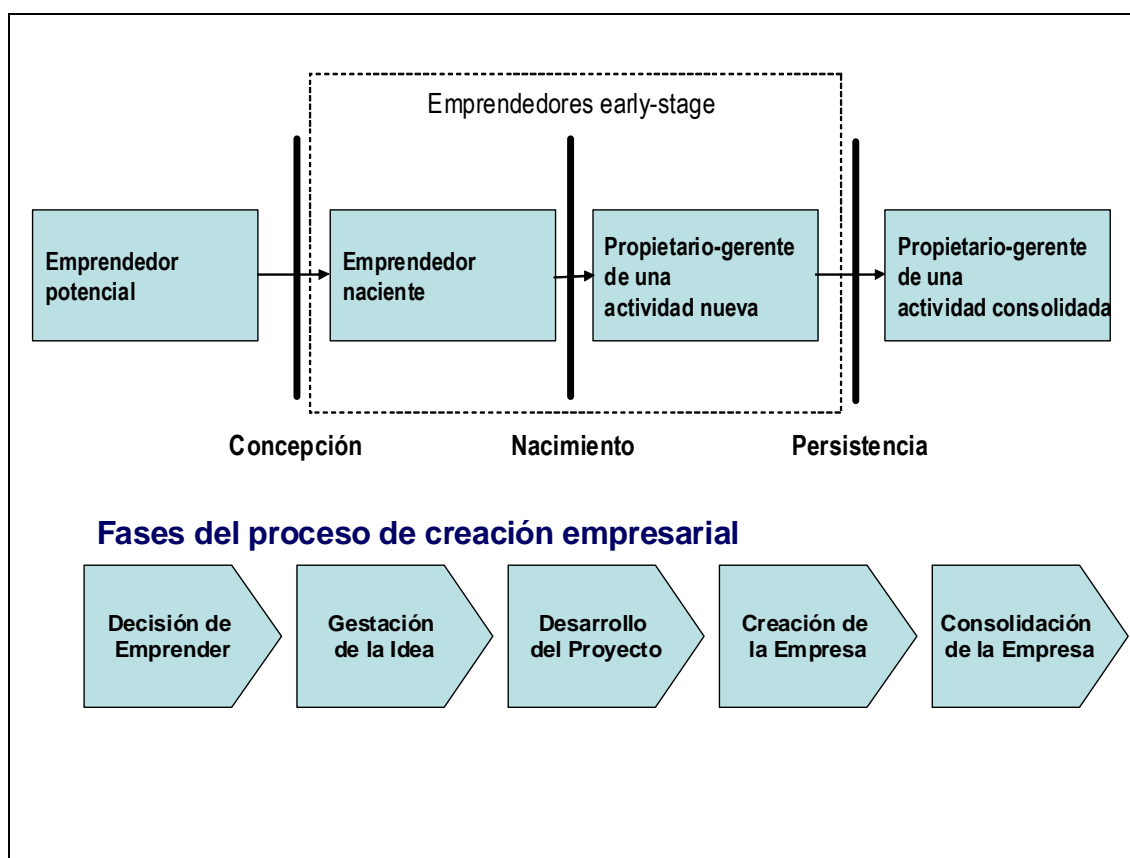 Emprendedores early-stage
Emprendedor
potencial
Emprendedor
naciente
Propietario-gerente
de una
actividad nueva
Propietario-gerente
de una
actividad consolidada
Concepción
Nacimiento
Persistencia
Fases del proceso de creación empresarial
Decisión de
Emprender
Gestación
de la Idea
Desarrollo
del Proyecto
Creación de
la Empresa
Consolidación
de la Empresa